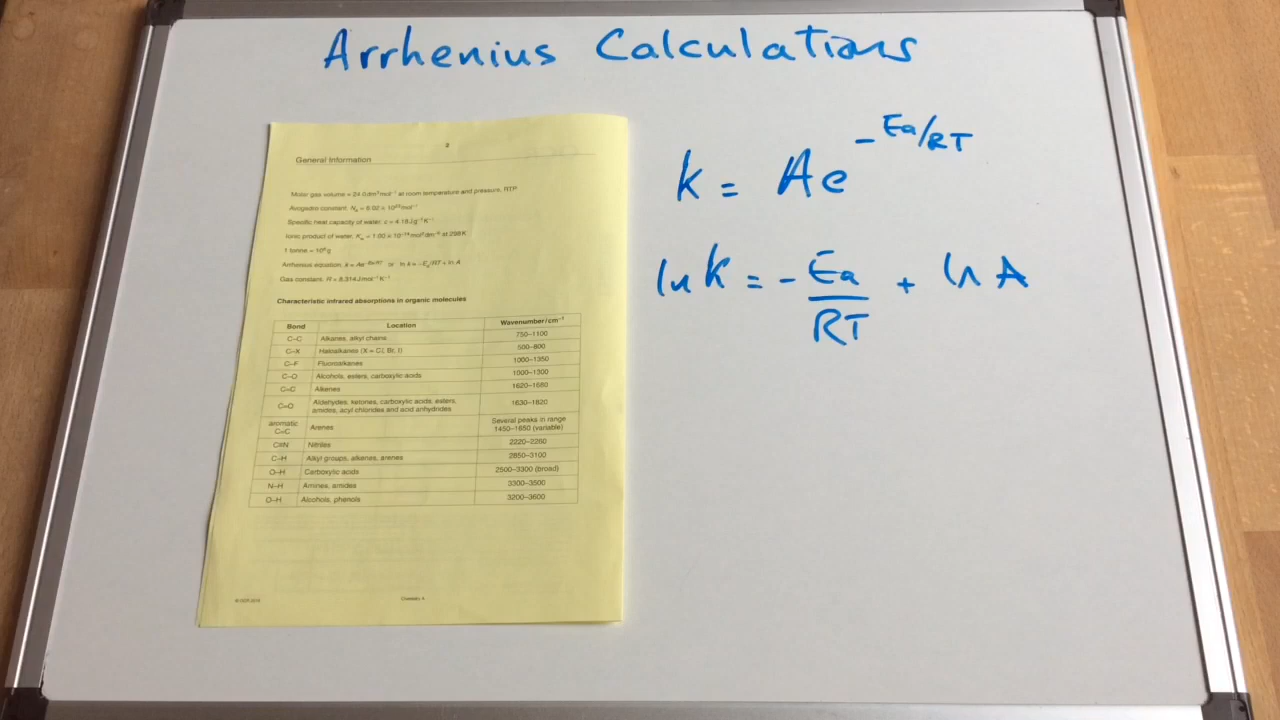 Arrhenius Calculations
2
General Information
Molar gas volume = 24.0 dm³ mol⁻¹ at room temperature and pressure, RTP
Avogadro constant, Nₐ = 6.02 × 10²³ mol⁻¹
Specific heat capacity of water, c = 4.18 J g⁻¹ K⁻¹
Ionic product of water, K_w = 1.00 × 10⁻¹⁴ mol² dm⁻⁶ at 298 K
1 tonne = 10⁶ g
Arrhenius equation, k = Ae^(−Ea/RT) or ln k = −Eₐ/RT + ln A
Gas constant, R = 8.314 J mol⁻¹ K⁻¹
Characteristic infrared absorptions in organic molecules
Bond Location Wavenumber/cm⁻¹
C–C Alkanes, alkyl chains 750–1100
C–X Haloalkanes (X = Cl, Br, I) 500–800
C–F Fluoroalkanes 1000–1350
C–O Alcohols, esters, carboxylic acids 1000–1300
C=C Alkenes 1620–1680
C=O Aldehydes, ketones, carboxylic acids, esters, amides, acyl chlorides and acid anhydrides 1630–1820
aromatic C=C Arenes Several peaks in range 1450–1650 (variable)
C≡N Nitriles 2220–2260
C–H Alkyl groups, alkenes, arenes 2850–3100
O–H Carboxylic acids 2500–3300 (broad)
N–H Amines, amides 3300–3500
O–H Alcohols, phenols 3200–3600
Chemistry A
k = Ae^(-Ea/RT)
ln k = - Ea/RT + ln A